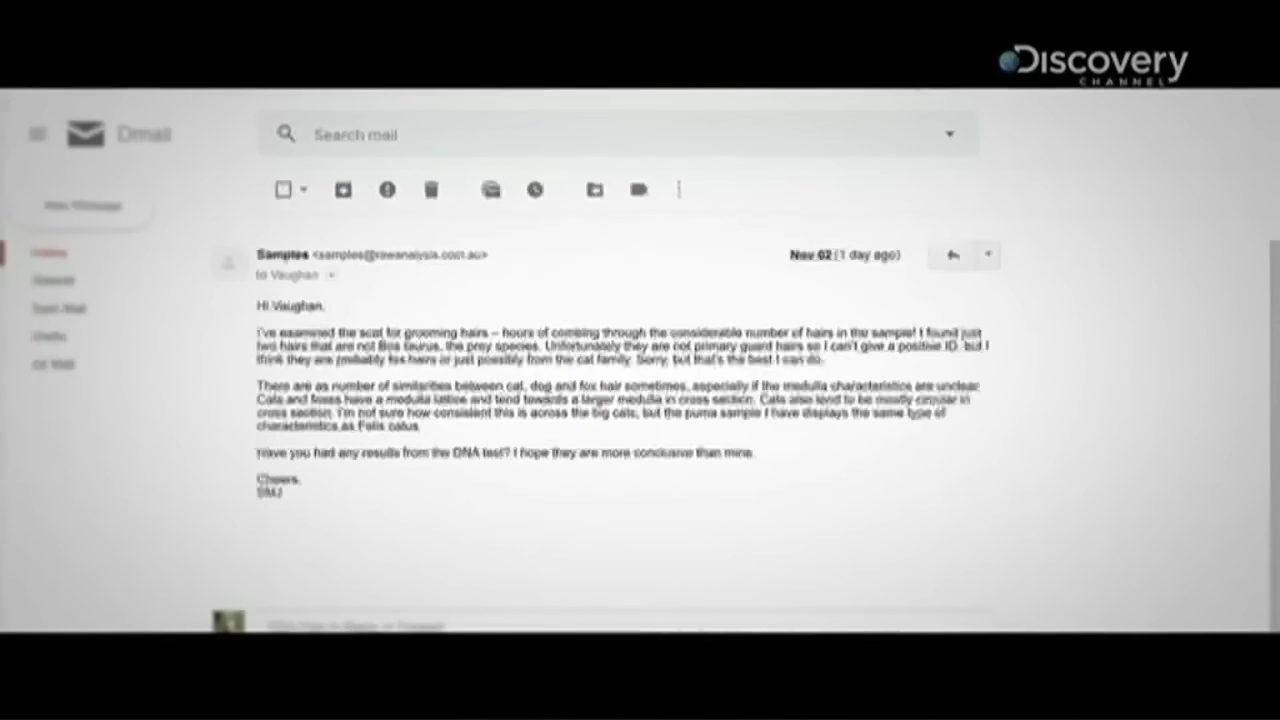 Discovery
CHANNEL
Dmail
Search mail
New Message
Samples <samples@rawanalysis.com.au>
Nov 02 (1 day ago)
to Vaughan
Hi Vaughan,
I've examined the scat for grooming hairs – hours of combing through the considerable number of hairs in the sample! I found just
two hairs that are not Bos taurus, the prey species. Unfortunately they are not primary guard hairs so I can't give a positive ID, but I
think they are probably fox hairs or just possibly from the cat family. Sorry, but that's the best I can do.
There are as number of similarities between cat, dog and fox hair sometimes, especially if the medulla characteristics are unclear.
Cats and foxes have a medulla lattice and tend towards a larger medulla in cross section. Cats also tend to be mostly circular in
cross section. I'm not sure how consistent this is across the big cats, but the puma sample I have displays the same type of
characteristics as Felis catus.
Have you had any results from the DNA test? I hope they are more conclusive than mine.
Cheers,